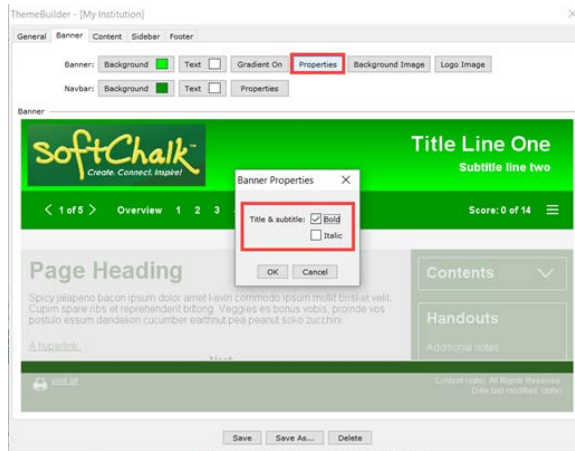 ThemeBuilder - [My Institution]
General Banner Content Sidebar Footer
Banner: Background Text Gradient On Properties Background Image Logo Image
Navbar: Background Text Properties
Banner
SoftChalk™
Create. Connect. Inspire!
Title Line One
Subtitle line two
< 1 of 5 > Overview 1 2 3
Score: 0 of 14
Banner Properties
Title & subtitle: Bold
Italic
OK Cancel
Page Heading
Spicy jalapeno bacon ipsum dolor amet kevin commodo ipsum mollit brisket velit.
Cupim spare ribs et reprehenderit biltong. Veggies es bonus vobis, proinde vos
postulo essum dandelion cucumber earthnut pea peanut soko zucchini.
A hyperlink.
Next
Contents
Handouts
Additional notes
print all
Content (date). All Rights Reserved.
Date last modified: (date)
Save Save As... Delete